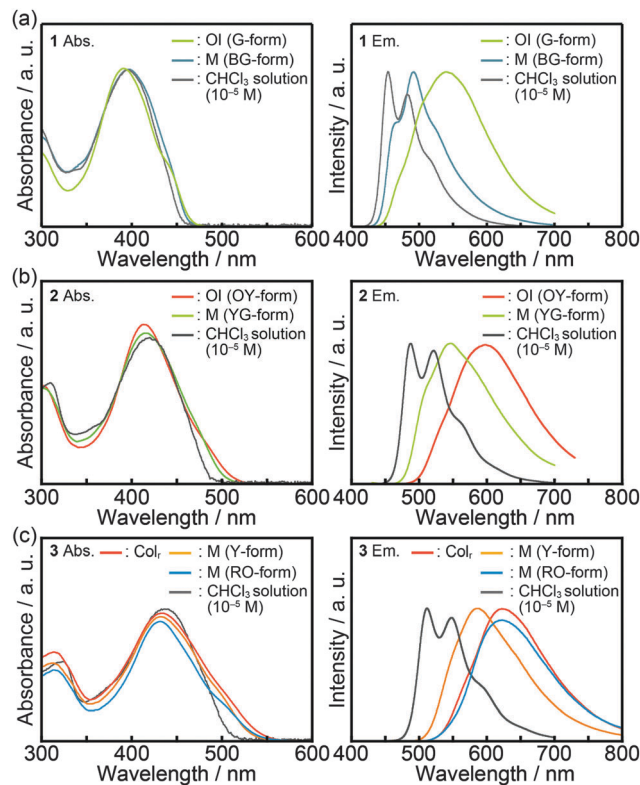 (a)
1 Abs.
: OI (G-form)
: M (BG-form)
: CHCl₃ solution
(10⁻⁵ M)
Absorbance / a. u.
300 400 500 600
Wavelength / nm
1 Em.
: OI (G-form)
: M (BG-form)
: CHCl₃ solution
(10⁻⁵ M)
Intensity / a. u.
400 500 600 700 800
Wavelength / nm
(b)
2 Abs.
: OI (OY-form)
: M (YG-form)
: CHCl₃ solution
(10⁻⁵ M)
Absorbance / a. u.
300 400 500 600
Wavelength / nm
2 Em.
: OI (OY-form)
: M (YG-form)
: CHCl₃ solution
(10⁻⁵ M)
Intensity / a. u.
400 500 600 700 800
Wavelength / nm
(c)
3 Abs. : Colᵣ : M (Y-form)
: M (RO-form)
: CHCl₃ solution
(10⁻⁵ M)
Absorbance / a. u.
300 400 500 600
Wavelength / nm
3 Em. : Colᵣ : M (Y-form)
: M (RO-form)
: CHCl₃ solution
(10⁻⁵ M)
Intensity / a. u.
400 500 600 700 800
Wavelength / nm